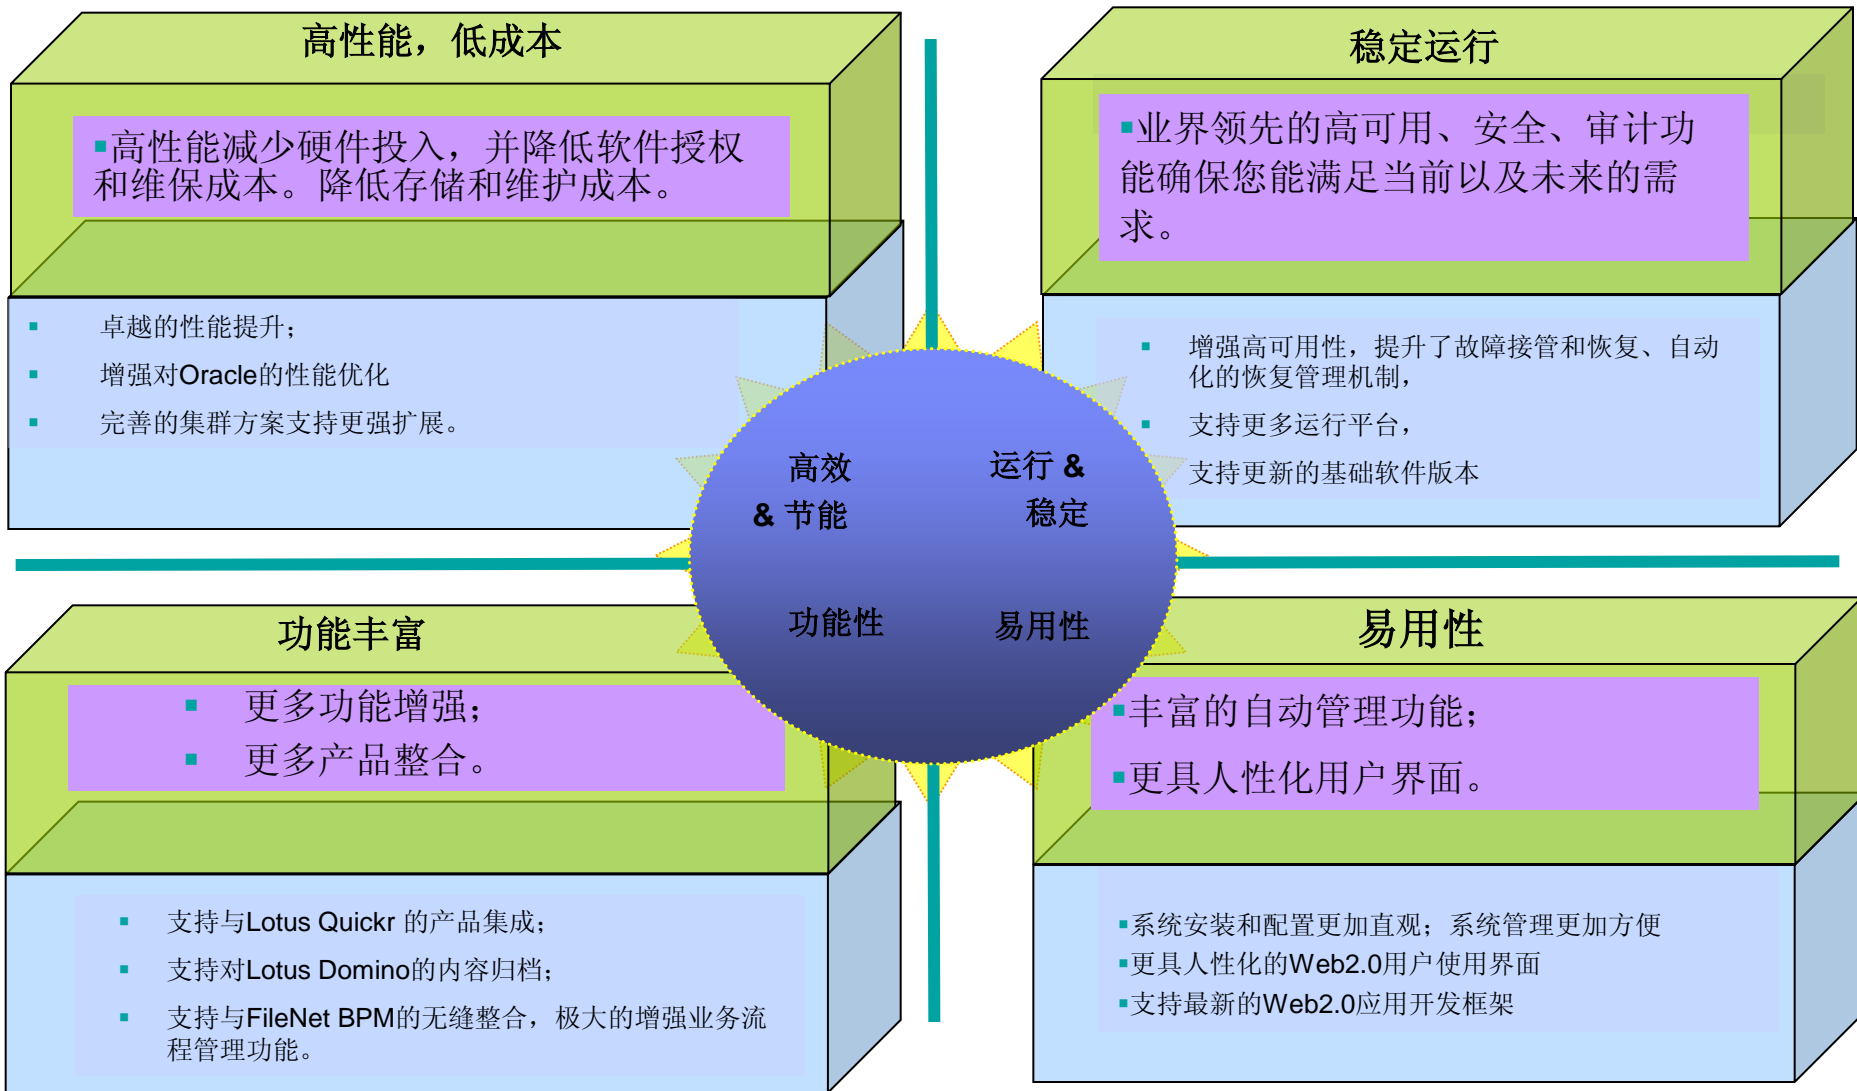 高性能，低成本
▪高性能减少硬件投入，并降低软件授权
和维保成本。降低存储和维护成本。
▪ 卓越的性能提升；
▪ 增强对Oracle的性能优化
▪ 完善的集群方案支持更强扩展。
稳定运行
▪业界领先的高可用、安全、审计功
能确保您能满足当前以及未来的需
求。
▪ 增强高可用性，提升了故障接管和恢复、自动
化的恢复管理机制，
▪ 支持更多运行平台，
▪ 支持更新的基础软件版本
高效
& 节能
运行 &
稳定
功能性
易用性
功能丰富
▪ 更多功能增强；
▪ 更多产品整合。
▪ 支持与Lotus Quickr 的产品集成；
▪ 支持对Lotus Domino的内容归档；
▪ 支持与FileNet BPM的无缝整合，极大的增强业务流
程管理功能。
易用性
▪丰富的自动管理功能；
▪更具人性化用户界面。
▪系统安装和配置更加直观；系统管理更加方便
▪更具人性化的Web2.0用户使用界面
▪支持最新的Web2.0应用开发框架